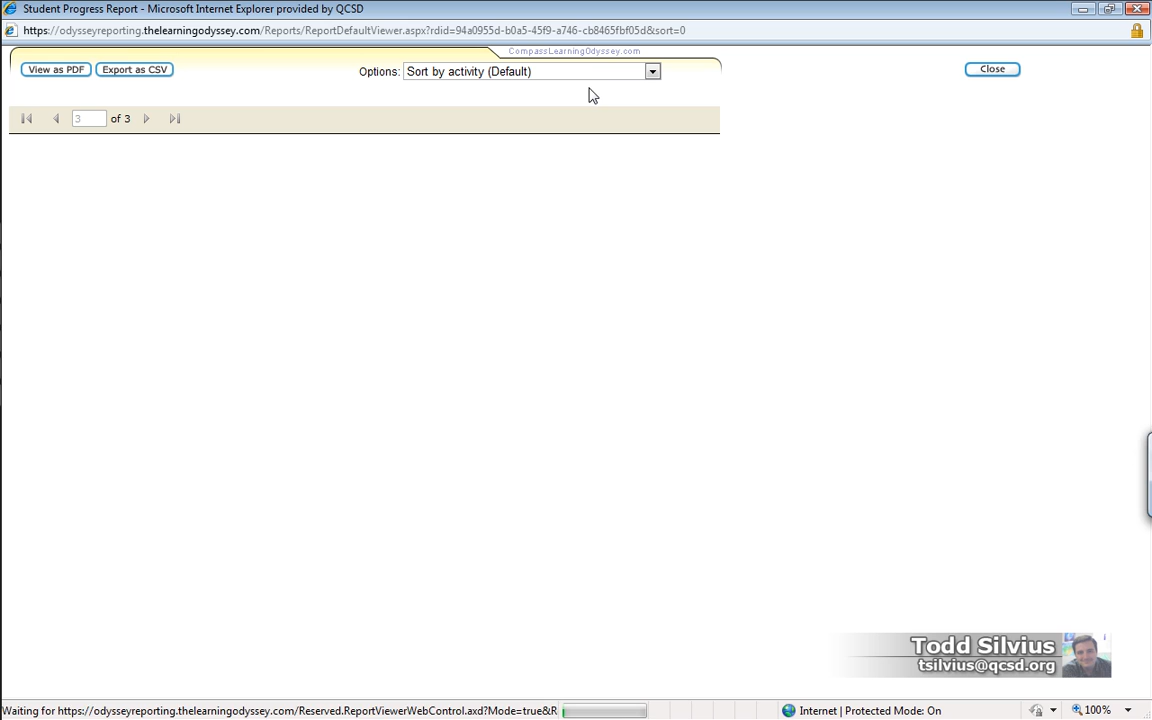 Student Progress Report - Microsoft Internet Explorer provided by QCSD
https://odysseyreporting.thelearningodyssey.com/Reports/ReportDefaultViewer.aspx?rdid=94a0955d-b0a5-45f9-a746-cb8465fbf05d&sort=0
CompassLearningOdyssey.com
View as PDF Export as CSV Options: Sort by activity (Default) Close
3 of 3
Todd Silvius
tsilvius@qcsd.org
Waiting for https://odysseyreporting.thelearningodyssey.com/Reserved.ReportViewerWebControl.axd?Mode=true&R Internet | Protected Mode: On 100%